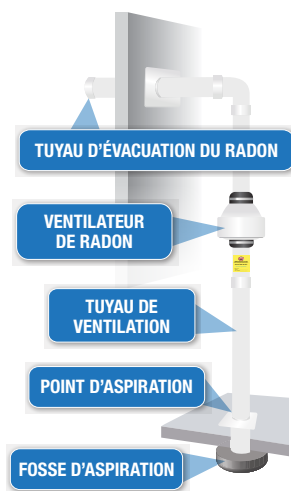 TUYAU D'ÉVACUATION DU RADON
VENTILATEUR
DE RADON
TUYAU DE
VENTILATION
POINT D'ASPIRATION
FOSSE D'ASPIRATION